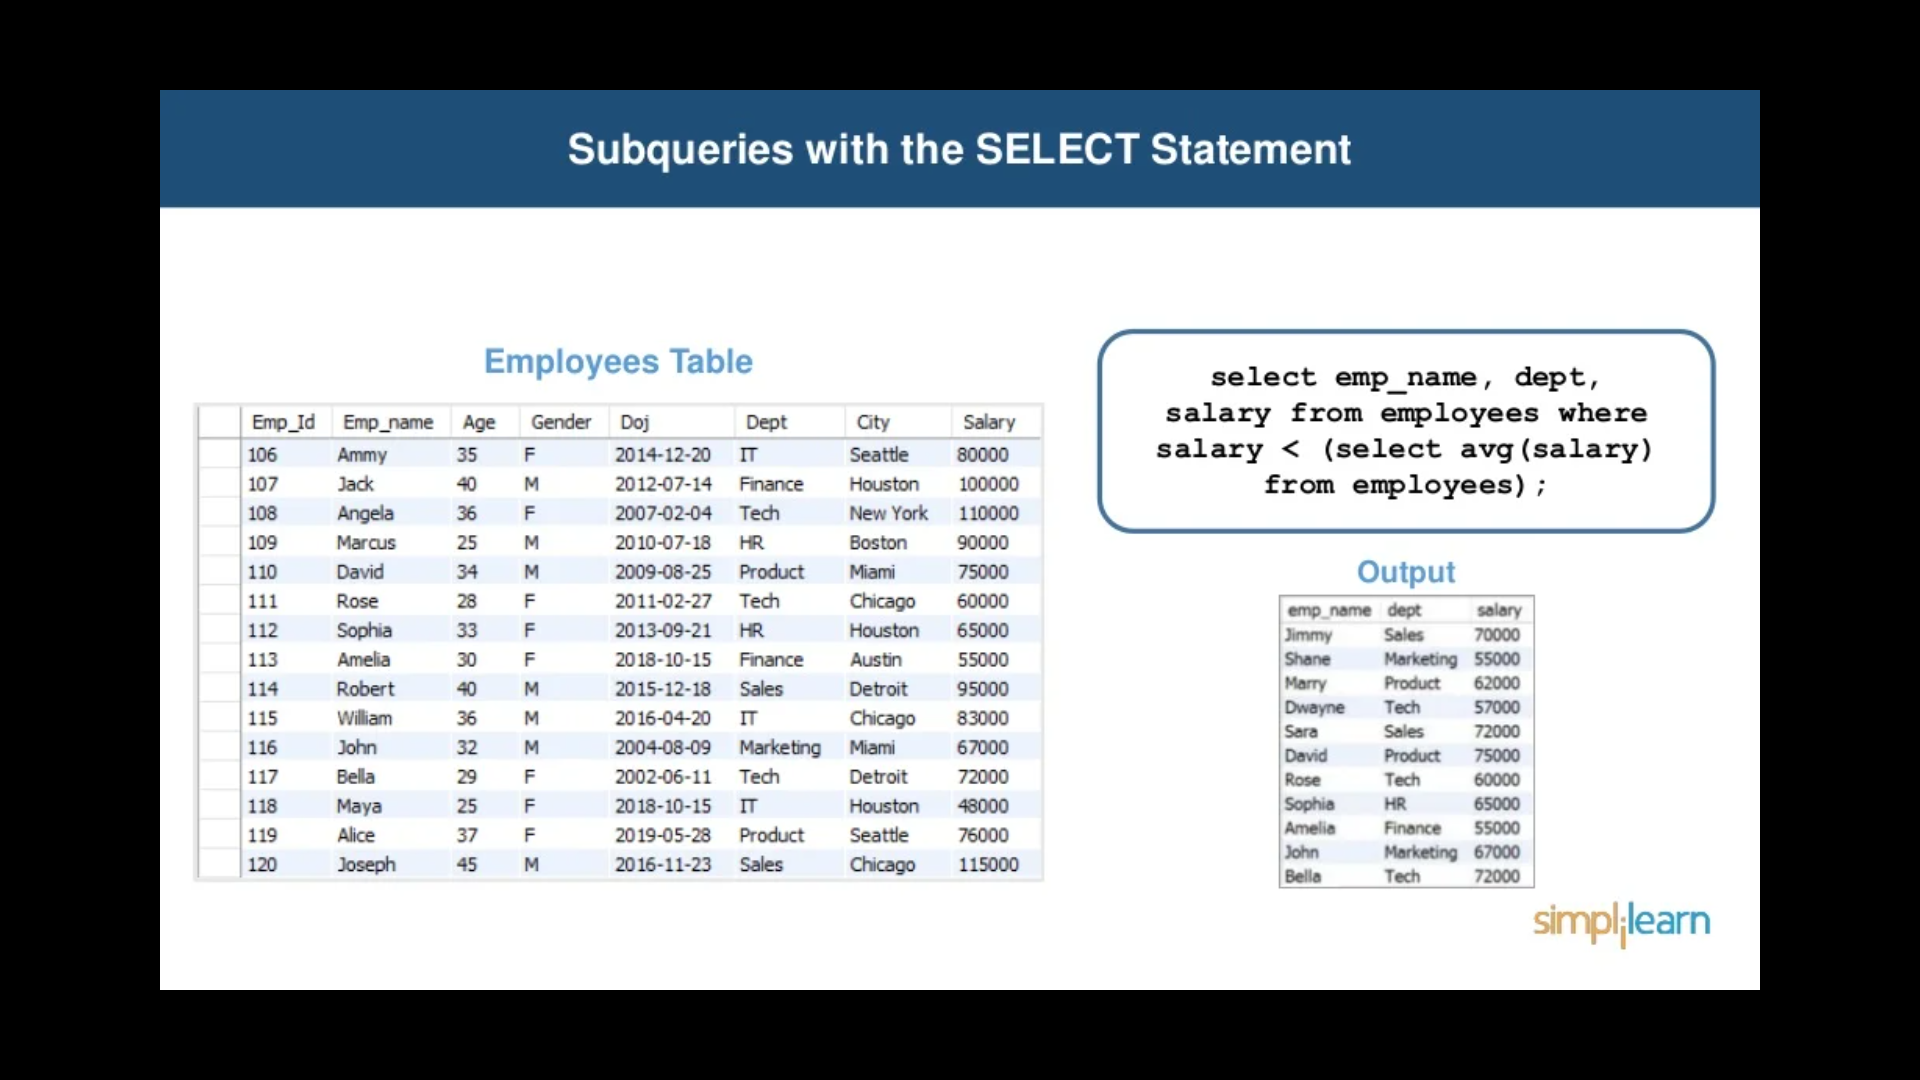 Subqueries with the SELECT Statement
Employees Table
Emp_Id Emp_name Age Gender Doj Dept City Salary
106 Ammy 35 F 2014-12-20 IT Seattle 80000
107 Jack 40 M 2012-07-14 Finance Houston 100000
108 Angela 36 F 2007-02-04 Tech New York 110000
109 Marcus 25 M 2010-07-18 HR Boston 90000
110 David 34 M 2009-08-25 Product Miami 75000
111 Rose 28 F 2011-02-27 Tech Chicago 60000
112 Sophia 33 F 2013-09-21 HR Houston 65000
113 Amelia 30 F 2018-10-15 Finance Austin 55000
114 Robert 40 M 2015-12-18 Sales Detroit 95000
115 William 36 M 2016-04-20 IT Chicago 83000
116 John 32 M 2004-08-09 Marketing Miami 67000
117 Bella 29 F 2002-06-11 Tech Detroit 72000
118 Maya 25 F 2018-10-15 IT Houston 48000
119 Alice 37 F 2019-05-28 Product Seattle 76000
120 Joseph 45 M 2016-11-23 Sales Chicago 115000
select emp_name, dept,
salary from employees where
salary < (select avg(salary)
from employees);
Output
emp_name dept salary
Jimmy Sales 70000
Shane Marketing 55000
Marry Product 62000
Dwayne Tech 57000
Sara Sales 72000
David Product 75000
Rose Tech 60000
Sophia HR 65000
Amelia Finance 55000
John Marketing 67000
Bella Tech 72000
simplilearn